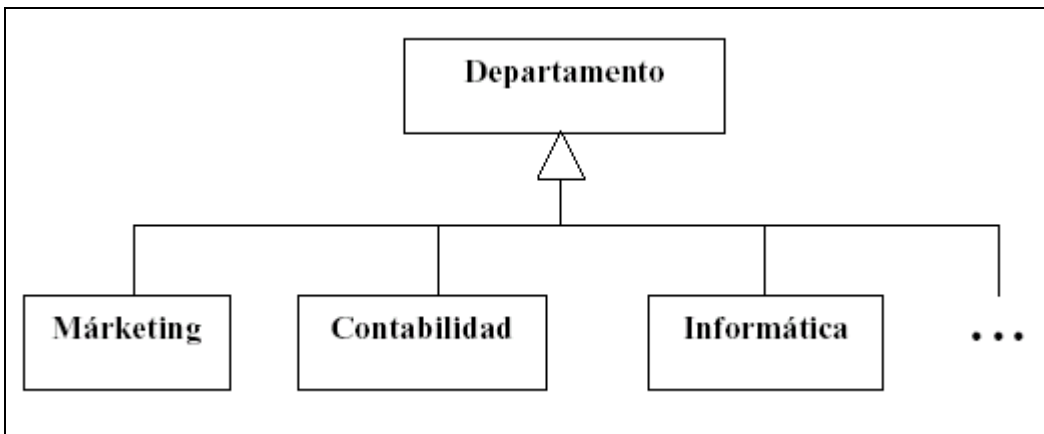 Departamento
Márketing
Contabilidad
Informática
...